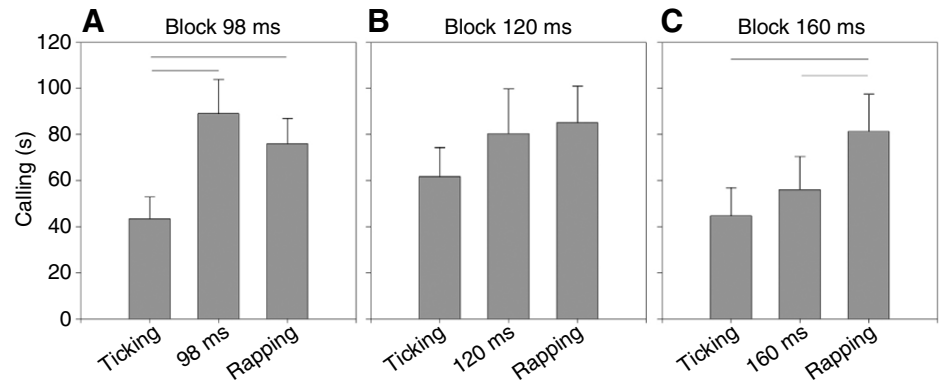 A Block 98 ms
B Block 120 ms
C Block 160 ms
Calling (s)
120
100
80
60
40
20
0
Ticking
98 ms
Rapping
Ticking
120 ms
Rapping
Ticking
160 ms
Rapping